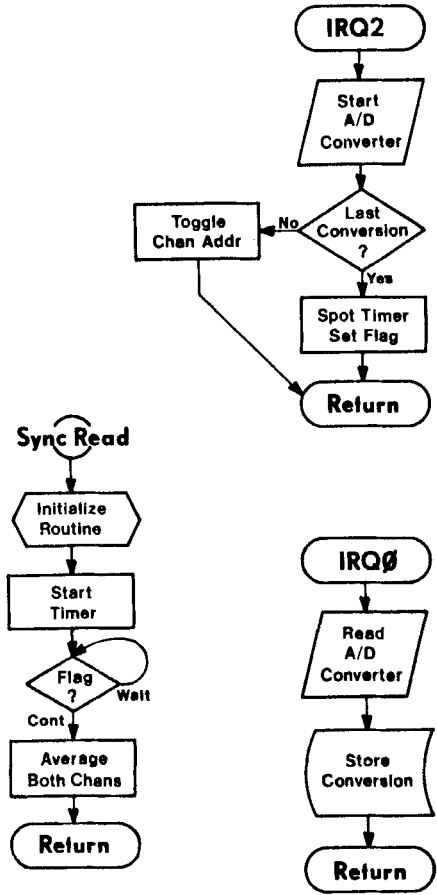 IRQ2
Start
A/D
Converter
Last
Conversion
?
No
Toggle
Chan Addr
Yes
Spot Timer
Set Flag
Return
Sync Read
Initialize
Routine
Start
Timer
Flag
?
Wait
Cont
Average
Both Chans
Return
IRQØ
Read
A/D
Converter
Store
Conversion
Return